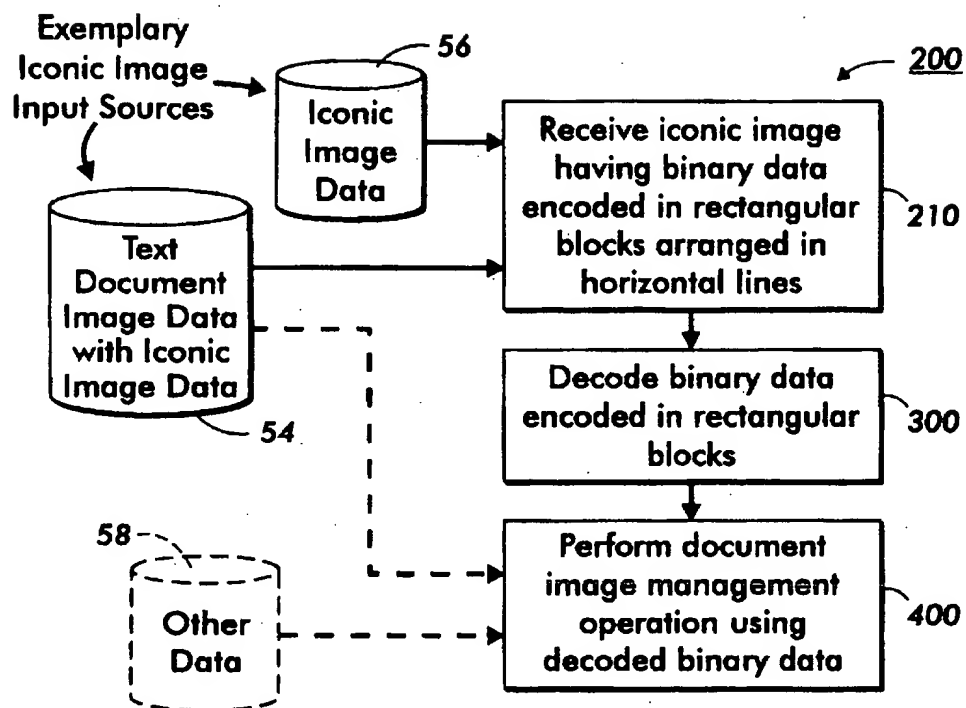 Exemplary
Iconic Image
Input Sources
56
Iconic
Image
Data
200
Receive iconic image
having binary data
encoded in rectangular
blocks arranged in
horizontal lines
210
Text
Document
Image Data
with Iconic
Image Data
54
Decode binary data
encoded in rectangular
blocks
300
58
Other
Data
Perform document
image management
operation using
decoded binary data
400